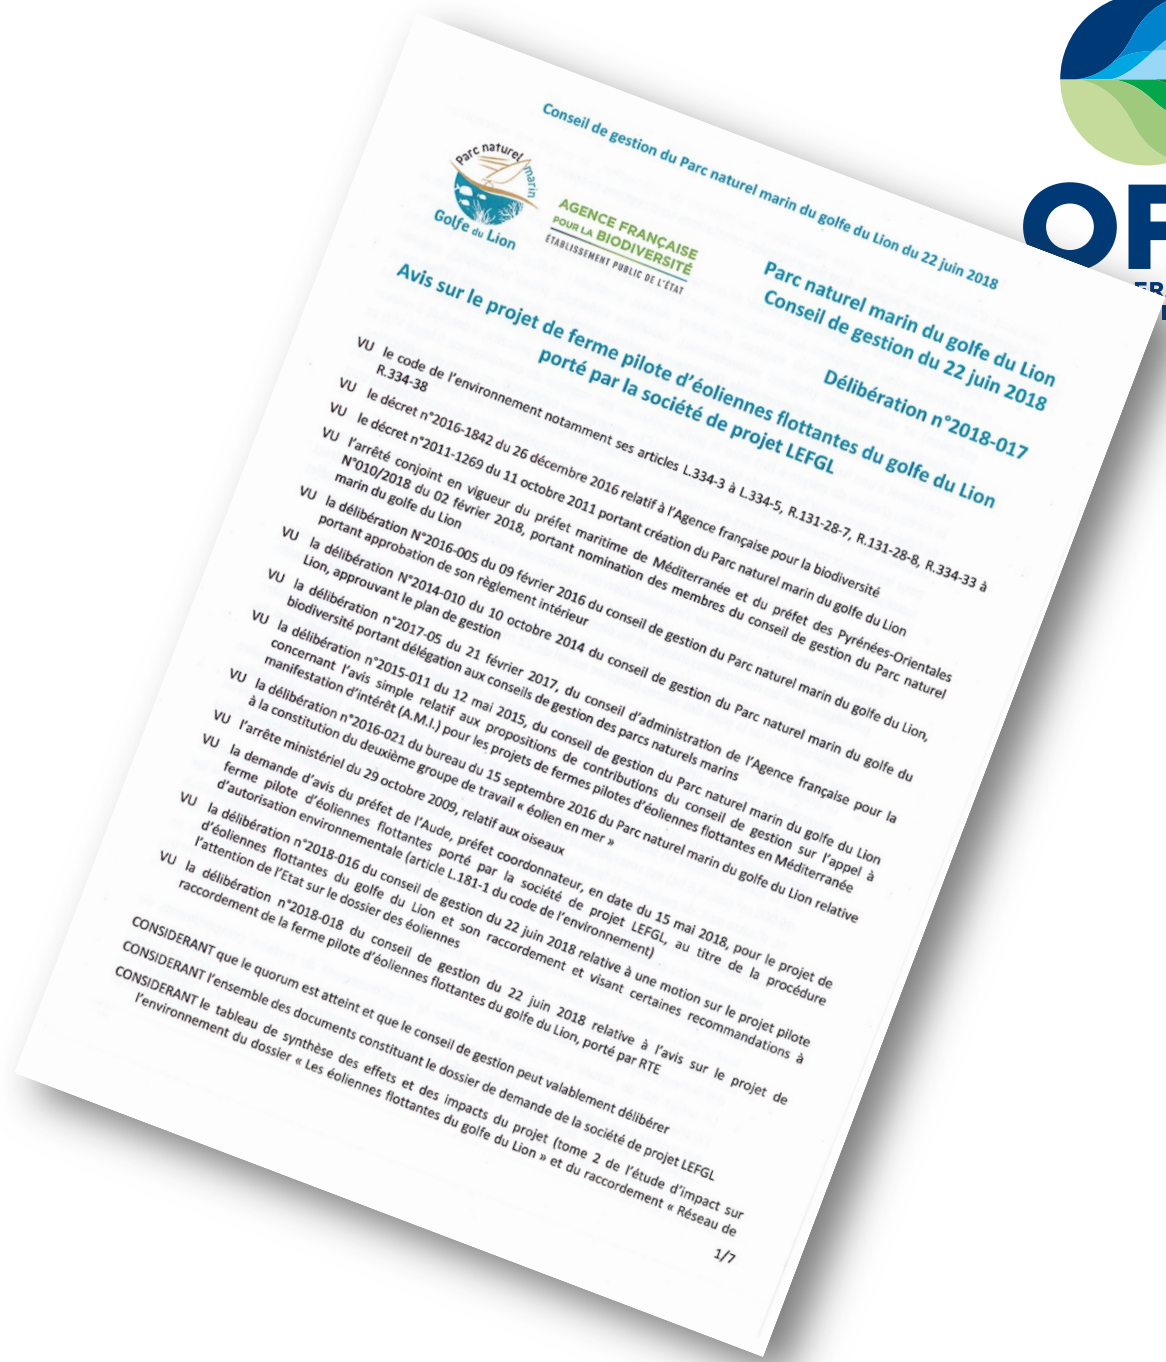 Conseil de gestion du Parc naturel marin du golfe du Lion du 22 juin 2018
Parc naturel marin
Golfe du Lion
AGENCE FRANÇAISE
POUR LA BIODIVERSITÉ
ÉTABLISSEMENT PUBLIC DE L'ÉTAT
Parc naturel marin du golfe du Lion
Conseil de gestion du 22 juin 2018
Délibération n°2018-017
Avis sur le projet de ferme pilote d'éoliennes flottantes du golfe du Lion
porté par la société de projet LEFGL
VU le code de l'environnement notamment ses articles L.334-3 à L.334-5, R.131-28-7, R.131-28-8, R.334-33 à
R.334-38
VU le décret n°2016-1842 du 26 décembre 2016 relatif à l'Agence française pour la biodiversité
VU le décret n°2011-1269 du 11 octobre 2011 portant création du Parc naturel marin du golfe du Lion
VU l'arrêté conjoint en vigueur du préfet maritime de Méditerranée et du préfet des Pyrénées-Orientales
N°010/2018 du 02 février 2018, portant nomination des membres du conseil de gestion du Parc naturel
marin du golfe du Lion
VU la délibération N°2016-005 du 09 février 2016 du conseil de gestion du Parc naturel marin du golfe du Lion,
portant approbation de son règlement intérieur
VU la délibération N°2014-010 du 10 octobre 2014 du conseil de gestion du Parc naturel marin du golfe du
Lion, approuvant le plan de gestion
VU la délibération n°2017-05 du 21 février 2017, du conseil d'administration de l'Agence française pour la
biodiversité portant délégation aux conseils de gestion des parcs naturels marins
VU la délibération n°2015-011 du 12 mai 2015, du conseil de gestion du Parc naturel marin du golfe du Lion
concernant l'avis simple relatif aux propositions de contributions du conseil de gestion sur l'appel à
manifestation d'intérêt (A.M.I.) pour les projets de fermes pilotes d'éoliennes flottantes en Méditerranée
VU la délibération n°2016-021 du bureau du 15 septembre 2016 du Parc naturel marin du golfe du Lion relative
à la constitution du deuxième groupe de travail « éolien en mer »
VU l'arrête ministériel du 29 octobre 2009, relatif aux oiseaux
VU la demande d'avis du préfet de l'Aude, préfet coordonnateur, en date du 15 mai 2018, pour le projet de
ferme pilote d'éoliennes flottantes porté par la société de projet LEFGL, au titre de la procédure
d'autorisation environnementale (article L.181-1 du code de l'environnement)
VU la délibération n°2018-016 du conseil de gestion du 22 juin 2018 relative à une motion sur le projet pilote
d'éoliennes flottantes du golfe du Lion et son raccordement et visant certaines recommandations à
l'attention de l'Etat sur le dossier des éoliennes
VU la délibération n°2018-018 du conseil de gestion du 22 juin 2018 relative à l'avis sur le projet de
raccordement de la ferme pilote d'éoliennes flottantes du golfe du Lion, porté par RTE
CONSIDERANT que le quorum est atteint et que le conseil de gestion peut valablement délibérer
CONSIDERANT l'ensemble des documents constituant le dossier de demande de la société de projet LEFGL
CONSIDERANT le tableau de synthèse des effets et des impacts du projet (tome 2 de l'étude d'impact sur
l'environnement du dossier « Les éoliennes flottantes du golfe du Lion » et du raccordement « Réseau de
1/7